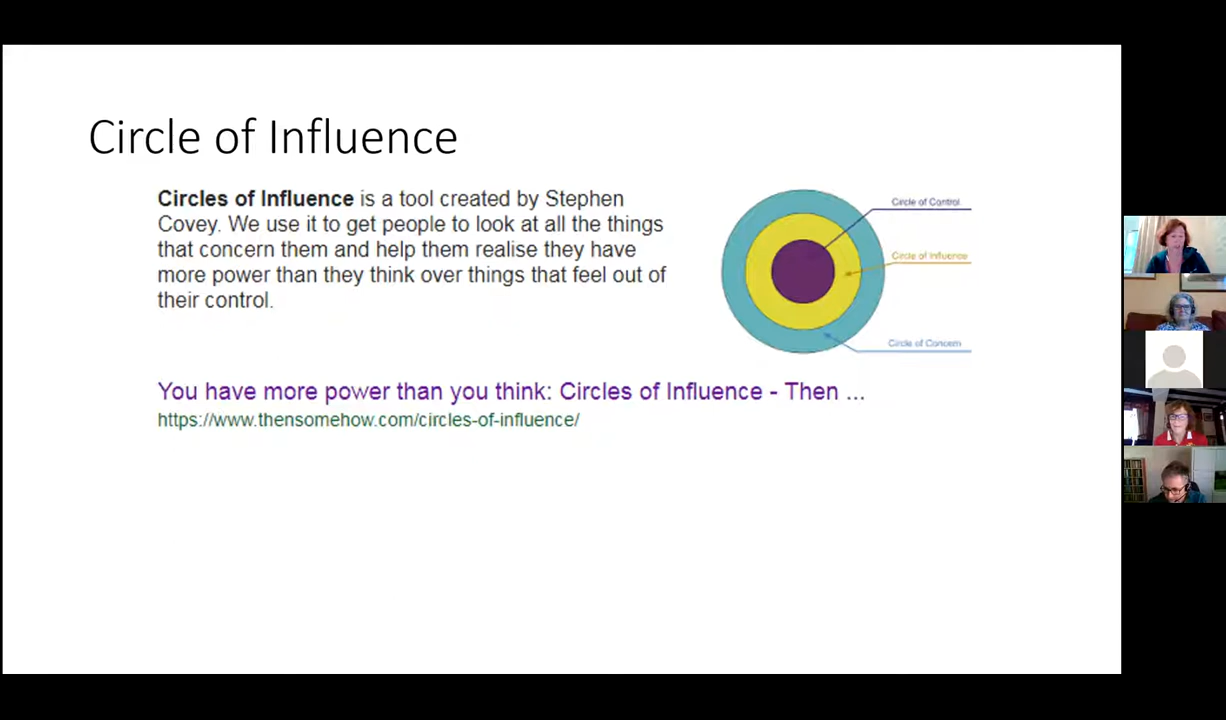 Circle of Influence
Circles of Influence is a tool created by Stephen
Covey. We use it to get people to look at all the things
that concern them and help them realise they have
more power than they think over things that feel out of
their control.
Circle of Control
Circle of Influence
Circle of Concern
You have more power than you think: Circles of Influence - Then ...
https://www.thensomehow.com/circles-of-influence/